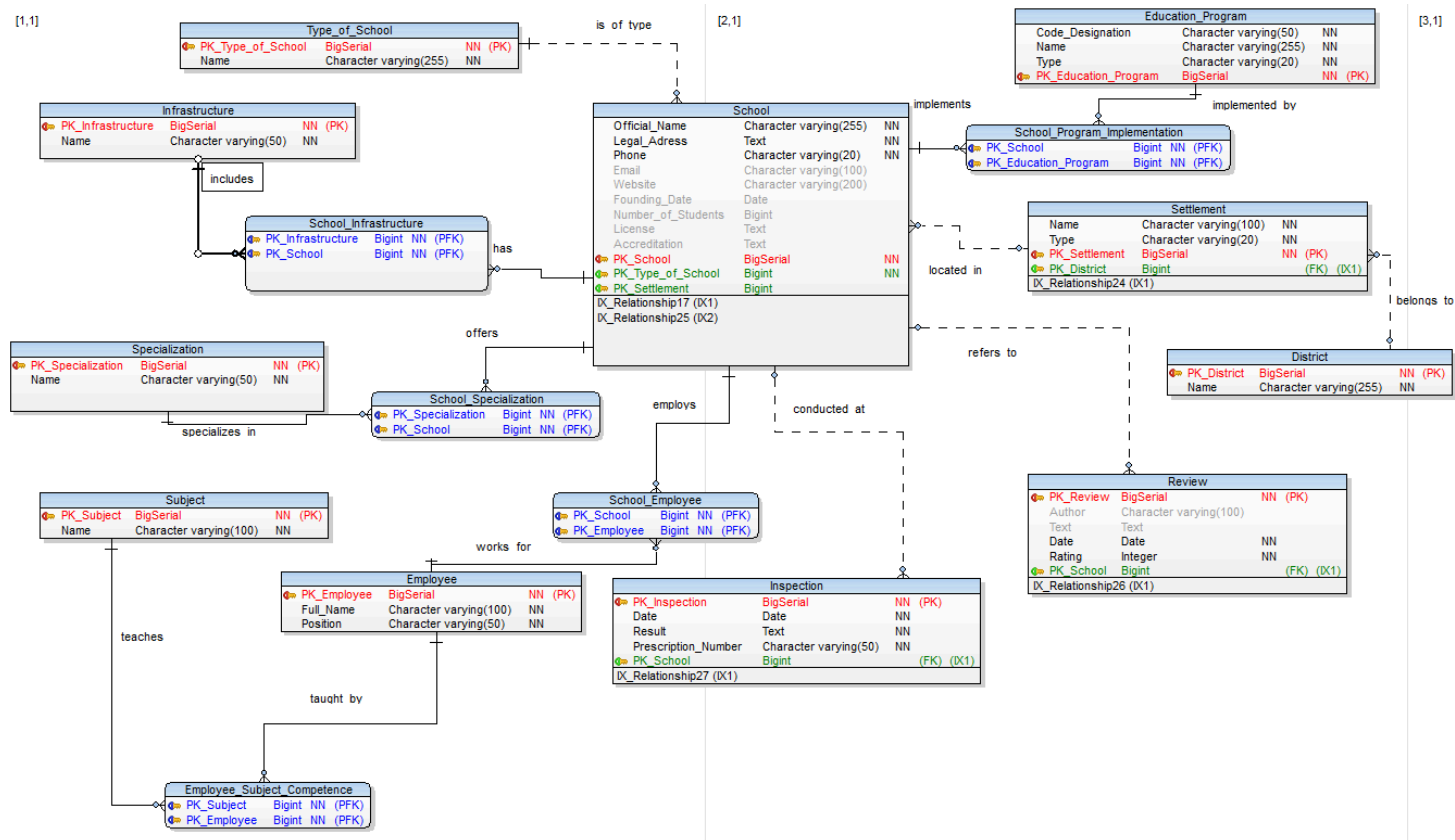 [1,1]
[2,1]
[3,1]
Type_of_School
PK_Type_of_School BigSerial NN (PK)
Name Character varying(255) NN
is of type
Education_Program
Code_Designation Character varying(50) NN
Name Character varying(255) NN
Type Character varying(20) NN
PK_Education_Program BigSerial NN (PK)
Infrastructure
PK_Infrastructure BigSerial NN (PK)
Name Character varying(50) NN
includes
School
Official_Name Character varying(255) NN
Legal_Adress Text NN
Phone Character varying(20) NN
Email Character varying(100)
Website Character varying(200)
Founding_Date Date
Number_of_Students Bigint
License Text
Accreditation Text
PK_School BigSerial NN
PK_Type_of_School Bigint NN
PK_Settlement Bigint
IX_Relationship17 (IX1)
IX_Relationship25 (IX2)
implements
implemented by
School_Program_Implementation
PK_School Bigint NN (PFK)
PK_Education_Program Bigint NN (PFK)
School_Infrastructure
PK_Infrastructure Bigint NN (PFK)
PK_School Bigint NN (PFK)
has
Settlement
Name Character varying(100) NN
Type Character varying(20) NN
PK_Settlement BigSerial NN (PK)
PK_District Bigint (FK) (IX1)
IX_Relationship24 (IX1)
located in
belongs to
offers
refers to
Specialization
PK_Specialization BigSerial NN (PK)
Name Character varying(50) NN
District
PK_District BigSerial NN (PK)
Name Character varying(255) NN
School_Specialization
PK_Specialization Bigint NN (PFK)
PK_School Bigint NN (PFK)
specializes in
employs
conducted at
Subject
PK_Subject BigSerial NN (PK)
Name Character varying(100) NN
School_Employee
PK_School Bigint NN (PFK)
PK_Employee Bigint NN (PFK)
Review
PK_Review BigSerial NN (PK)
Author Character varying(100)
Text Text
Date Date NN
Rating Integer NN
PK_School Bigint (FK) (IX1)
IX_Relationship26 (IX1)
works for
Employee
PK_Employee BigSerial NN (PK)
Full_Name Character varying(100) NN
Position Character varying(50) NN
Inspection
PK_Inspection BigSerial NN (PK)
Date Date NN
Result Text NN
Prescription_Number Character varying(50) NN
PK_School Bigint (FK) (IX1)
IX_Relationship27 (IX1)
teaches
taught by
Employee_Subject_Competence
PK_Subject Bigint NN (PFK)
PK_Employee Bigint NN (PFK)